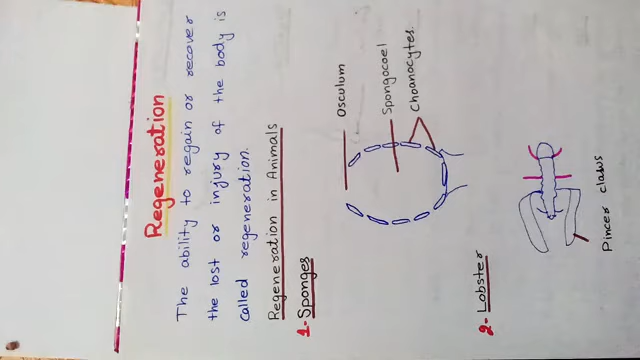 Regeneration
The ability to regain or recover
the lost or injury of the body is
called regeneration.
Regeneration in Animals
1- Sponges
Osculum
Spongocoel
Choanocytes.
2- Lobster
Pincer claws